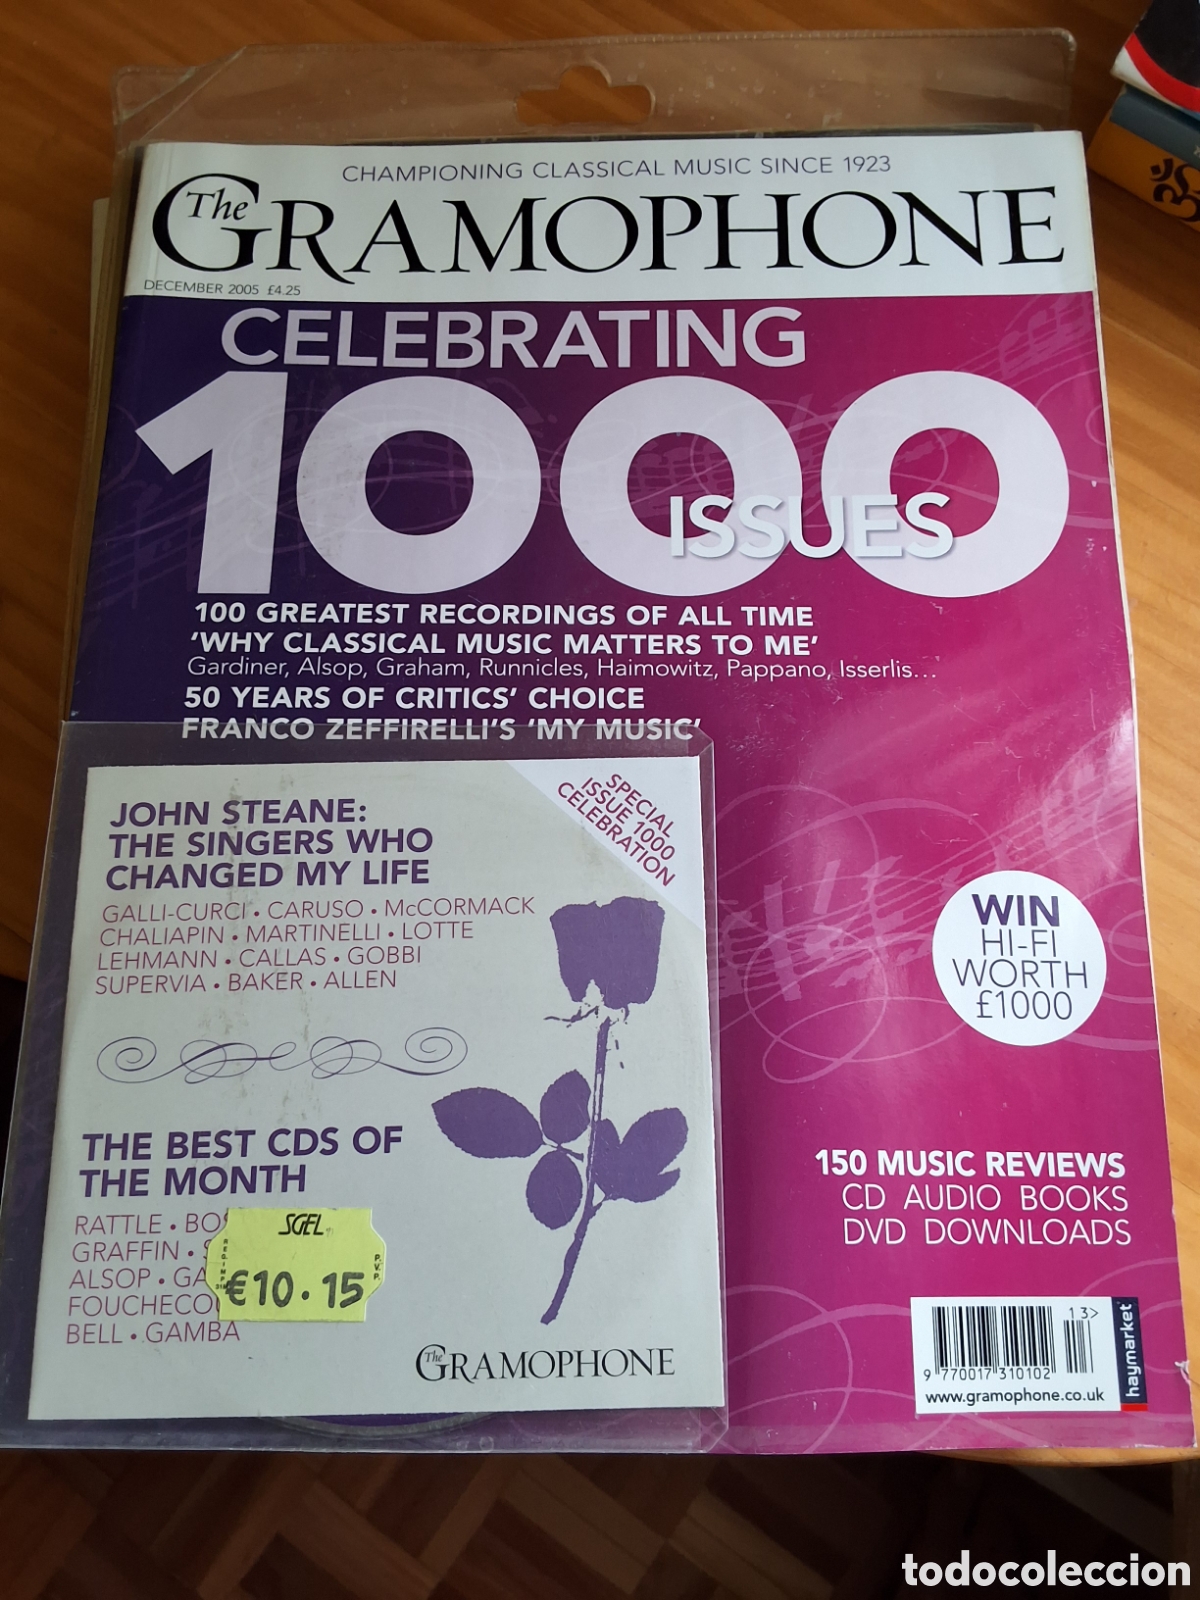 CHAMPIONING CLASSICAL MUSIC SINCE 1923
The GRAMOPHONE
DECEMBER 2005 £4.25
CELEBRATING
1000
ISSUES
100 GREATEST RECORDINGS OF ALL TIME
'WHY CLASSICAL MUSIC MATTERS TO ME'
Gardiner, Alsop, Graham, Runnicles, Haimowitz, Pappano, Isserlis...
50 YEARS OF CRITICS' CHOICE
FRANCO ZEFFIRELLI'S 'MY MUSIC'
SPECIAL
ISSUE 1000
CELEBRATION
JOHN STEANE:
THE SINGERS WHO
CHANGED MY LIFE
GALLI-CURCI • CARUSO • McCORMACK
CHALIAPIN • MARTINELLI • LOTTE
LEHMANN • CALLAS • GOBBI
SUPERVIA • BAKER • ALLEN
THE BEST CDS OF
THE MONTH
RATTLE •
GRAFFIN •
ALSOP •
BELL • GAMBA
SGEL
P.V.P.
€10.15
The GRAMOPHONE
WIN
HI-FI
WORTH
£1000
150 MUSIC REVIEWS
CD AUDIO BOOKS
DVD DOWNLOADS
13>
9 770017 310102
www.gramophone.co.uk
haymarket
todocoleccion